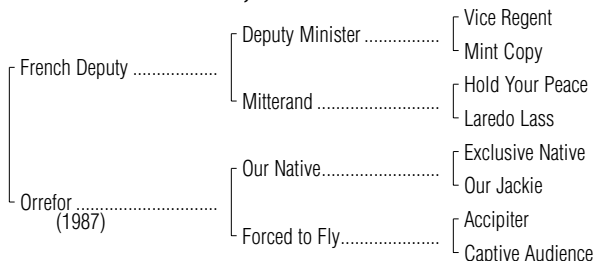 Vice Regent
Deputy Minister ..................
Mint Copy
French Deputy ...................
Hold Your Peace
Mitterand .............................
Laredo Lass
Exclusive Native
Our Native............................
Our Jackie
Orrefor .................................
(1987)
Accipiter
Forced to Fly.......................
Captive Audience